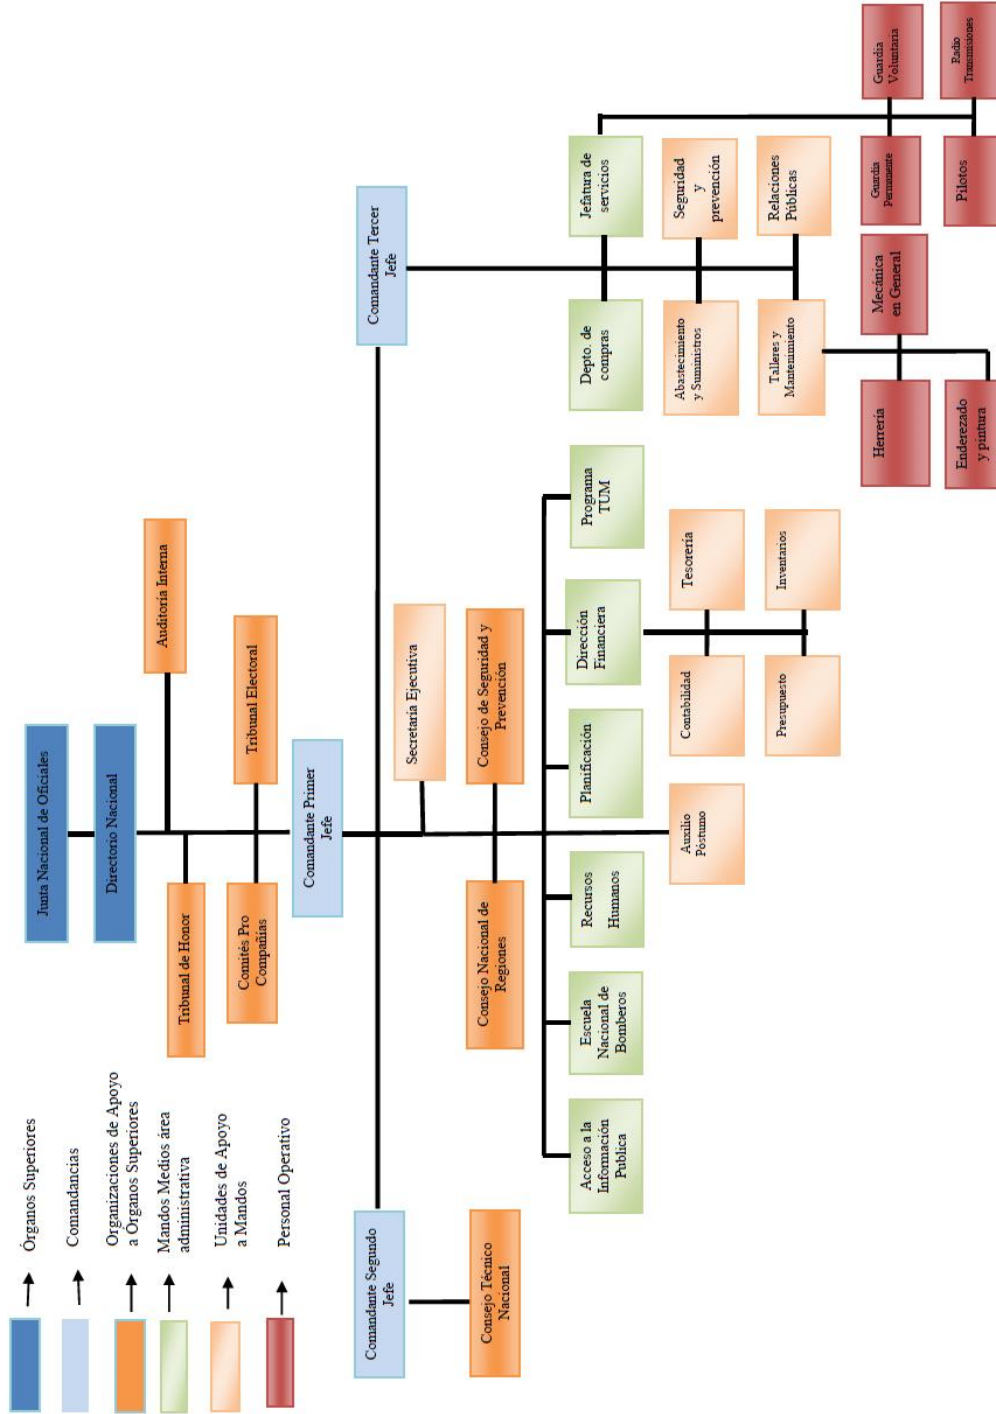 Órganos Superiores
Comandancias
Organizaciones de Apoyo
a Órganos Superiores
Mandos Medios área
administrativa
Unidades de Apoyo
a Mandos
Personal Operativo
Junta Nacional de Oficiales
Directorio Nacional
Auditoría Interna
Tribunal de Honor
Tribunal Electoral
Comités Pro
Compañías
Comandante Primer
Jefe
Comandante Segundo
Jefe
Comandante Tercer
Jefe
Secretaria Ejecutiva
Consejo Técnico
Nacional
Consejo Nacional de
Regiones
Consejo de Seguridad y
Prevención
Acceso a la
Información
Publica
Escuela
Nacional de
Bomberos
Recursos
Humanos
Planificación
Dirección
Financiera
Programa
TUM
Depto. de
compras
Jefatura de
servicios
Auxilio
Póstumo
Contabilidad
Tesorería
Abastecimiento
y Suministros
Seguridad
y
prevención
Presupuesto
Inventarios
Talleres y
Mantenimiento
Relaciones
Públicas
Herrería
Mecánica
en General
Guardia
Permanente
Guardia
Voluntaria
Enderezado
y pintura
Pilotos
Radio
Transmisiones